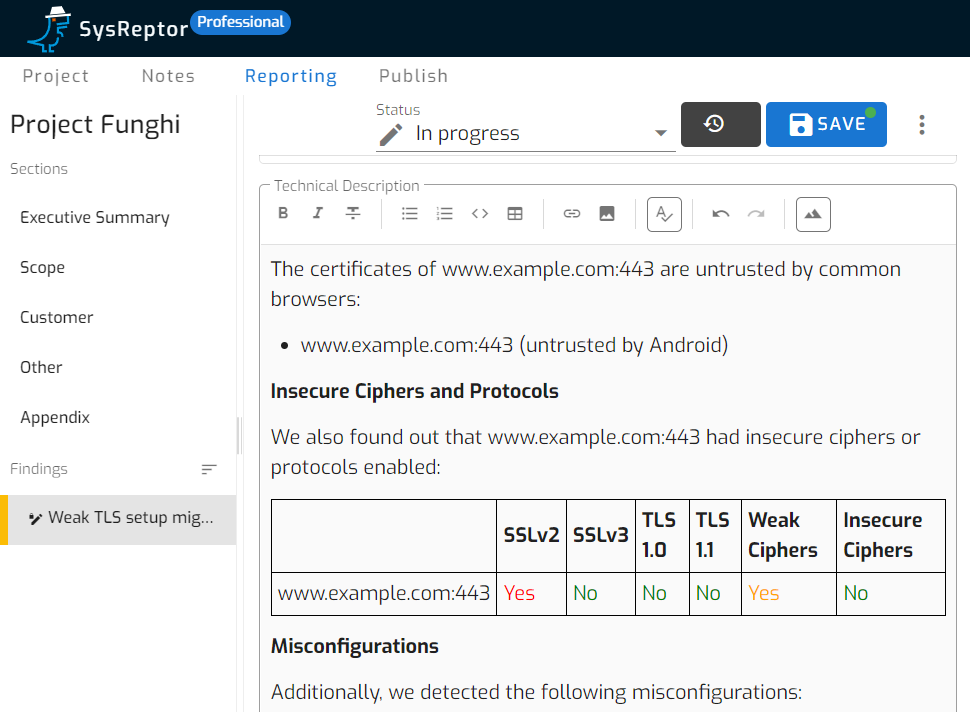 SysReptor Professional
Project Notes Reporting Publish
Project Funghi
Status
In progress
SAVE
Sections
Executive Summary
Scope
Customer
Other
Appendix
Findings
Weak TLS setup mig...
Technical Description
B I
The certificates of www.example.com:443 are untrusted by common
browsers:
• www.example.com:443 (untrusted by Android)
Insecure Ciphers and Protocols
We also found out that www.example.com:443 had insecure ciphers or
protocols enabled:
SSLv2 SSLv3 TLS 1.0 TLS 1.1 Weak Ciphers Insecure Ciphers
www.example.com:443 Yes No No No Yes No
Misconfigurations
Additionally, we detected the following misconfigurations: